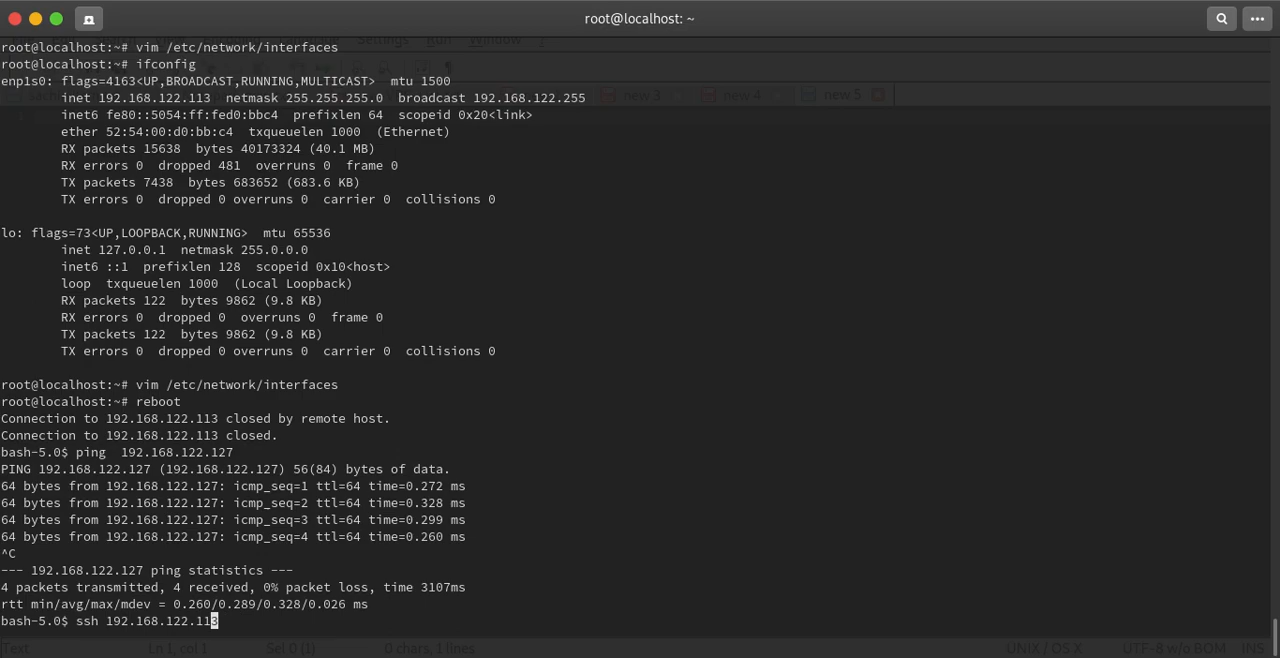 root@localhost: ~
root@localhost:~# vim /etc/network/interfaces
root@localhost:~# ifconfig
enp1s0: flags=4163<UP,BROADCAST,RUNNING,MULTICAST>  mtu 1500
        inet 192.168.122.113  netmask 255.255.255.0  broadcast 192.168.122.255
        inet6 fe80::5054:ff:fed0:bbc4  prefixlen 64  scopeid 0x20<link>
        ether 52:54:00:d0:bb:c4  txqueuelen 1000  (Ethernet)
        RX packets 15638  bytes 40173324 (40.1 MB)
        RX errors 0  dropped 481  overruns 0  frame 0
        TX packets 7438  bytes 683652 (683.6 KB)
        TX errors 0  dropped 0 overruns 0  carrier 0  collisions 0
lo: flags=73<UP,LOOPBACK,RUNNING>  mtu 65536
        inet 127.0.0.1  netmask 255.0.0.0
        inet6 ::1  prefixlen 128  scopeid 0x10<host>
        loop  txqueuelen 1000  (Local Loopback)
        RX packets 122  bytes 9862 (9.8 KB)
        RX errors 0  dropped 0  overruns 0  frame 0
        TX packets 122  bytes 9862 (9.8 KB)
        TX errors 0  dropped 0 overruns 0  carrier 0  collisions 0
root@localhost:~# vim /etc/network/interfaces
root@localhost:~# reboot
Connection to 192.168.122.113 closed by remote host.
Connection to 192.168.122.113 closed.
bash-5.0$ ping  192.168.122.127
PING 192.168.122.127 (192.168.122.127) 56(84) bytes of data.
64 bytes from 192.168.122.127: icmp_seq=1 ttl=64 time=0.272 ms
64 bytes from 192.168.122.127: icmp_seq=2 ttl=64 time=0.328 ms
64 bytes from 192.168.122.127: icmp_seq=3 ttl=64 time=0.299 ms
64 bytes from 192.168.122.127: icmp_seq=4 ttl=64 time=0.260 ms
^C
--- 192.168.122.127 ping statistics ---
4 packets transmitted, 4 received, 0% packet loss, time 3107ms
rtt min/avg/max/mdev = 0.260/0.289/0.328/0.026 ms
bash-5.0$ ssh 192.168.122.113
Settings Run Window
new 3 new 4 new 5
Text Ln 1, col 1 Sel 0 (1) 0 chars, 1 lines UNIX / OS X UTF-8 w/o BOM INS